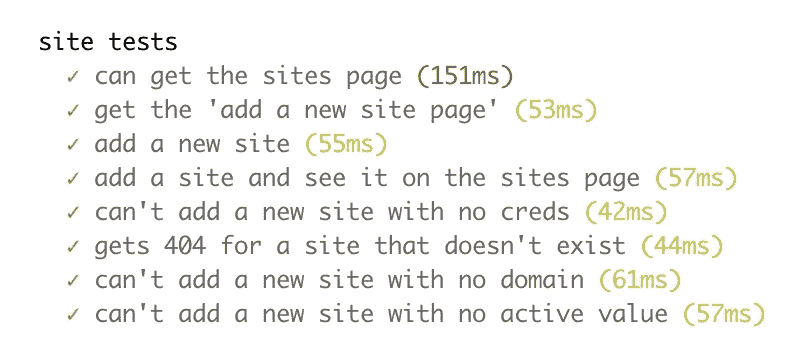 site tests
✓ can get the sites page (151ms)
✓ get the 'add a new site page' (53ms)
✓ add a new site (55ms)
✓ add a site and see it on the sites page (57ms)
✓ can't add a new site with no creds (42ms)
✓ gets 404 for a site that doesn't exist (44ms)
✓ can't add a new site with no domain (61ms)
✓ can't add a new site with no active value (57ms)